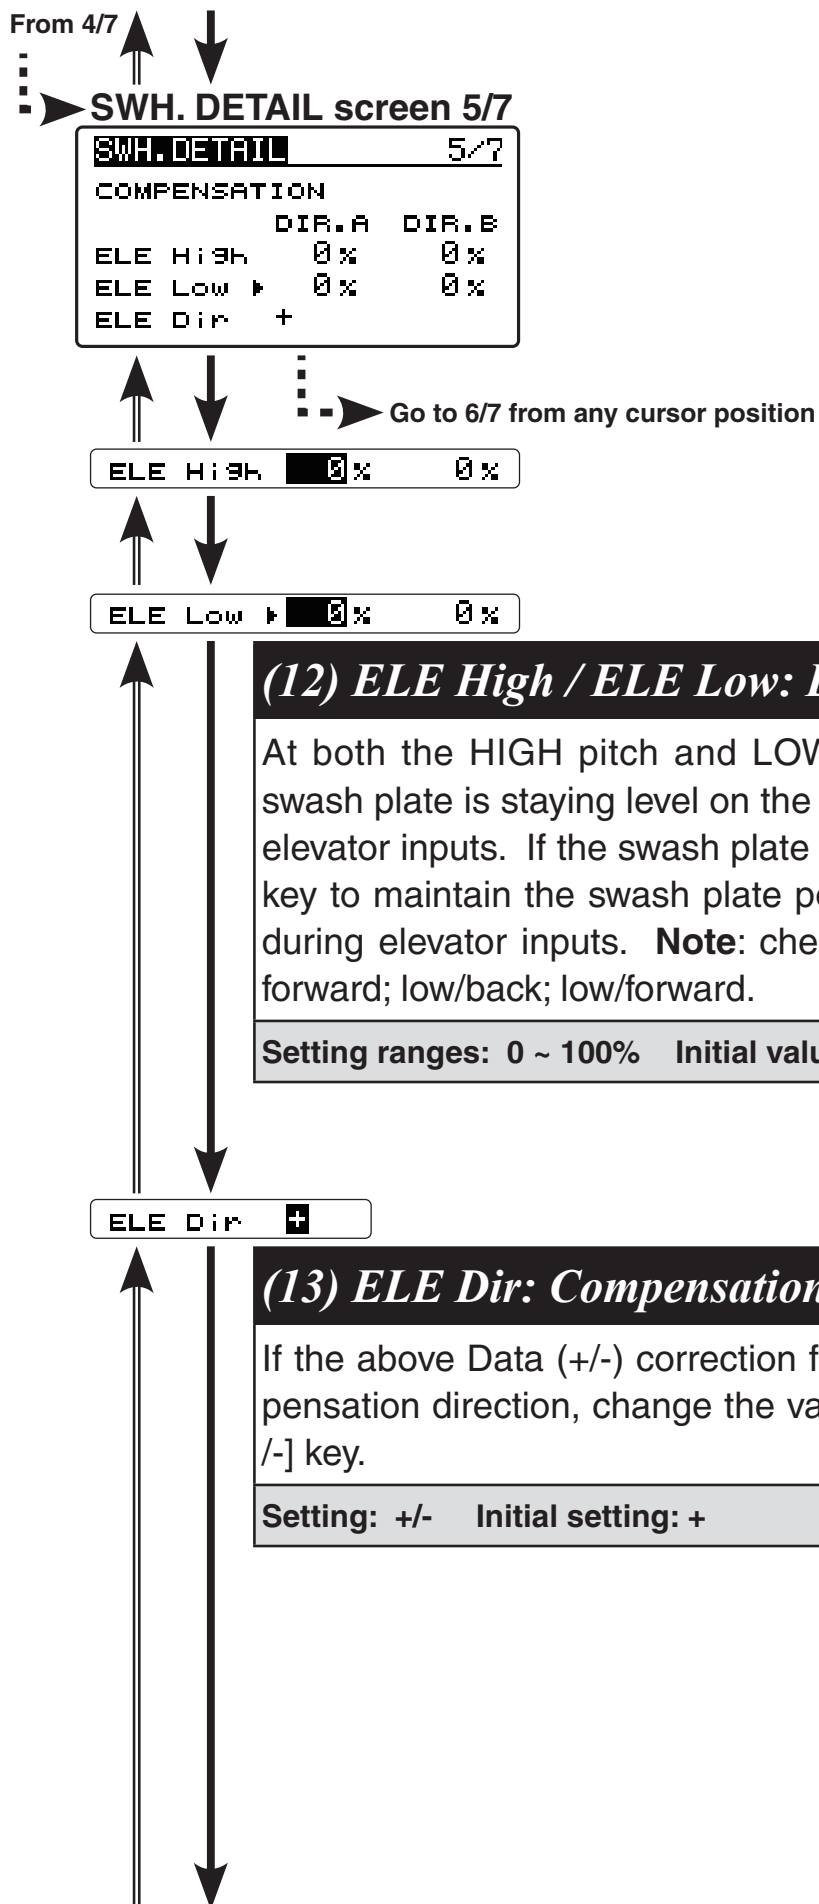 From 4/7
SWH. DETAIL screen 5/7
SWH.DETAIL 5/7
COMPENSATION
DIR.A DIR.B
ELE High 0% 0%
ELE Low 0% 0%
ELE Dir +
Go to 6/7 from any cursor position
ELE High 0% 0%
ELE Low 0% 0%
(12) ELE High / ELE Low:
At both the HIGH pitch and LOW
swash plate is staying level on the
elevator inputs. If the swash plate
key to maintain the swash plate
during elevator inputs. Note:
forward; low/back; low/forward.
Setting ranges: 0 ~ 100% Initial
ELE Dir +
(13) ELE Dir: Compensation
If the above Data (+/-) correction
pensation direction, change the
/-] key.
Setting: +/- Initial setting: +